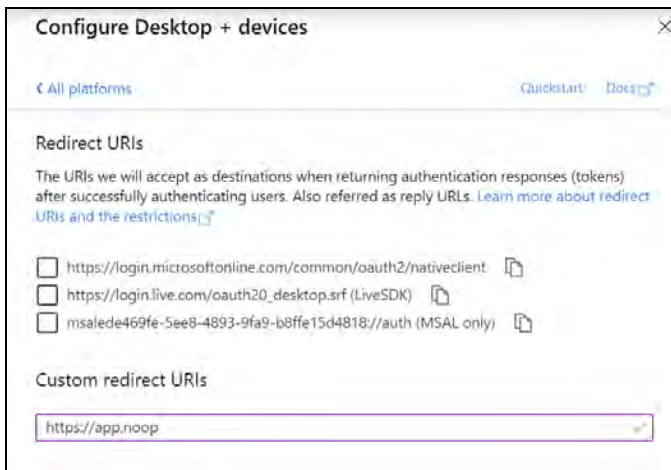 Configure Desktop + devices
All platforms
Quickstart
Docs
Redirect URIs
The URIs we will accept as destinations when returning authentication responses (tokens)
after successfully authenticating users. Also referred as reply URLs. Learn more about redirect
URIs and the restrictions
https://login.microsoftonline.com/common/oauth2/nativeclient
https://login.live.com/oauth20_desktop.srf (LiveSDK)
msalede469fe-5ee8-4893-9fa9-b8ffe15d4818://auth (MSAL only)
Custom redirect URIs
https://app.noop